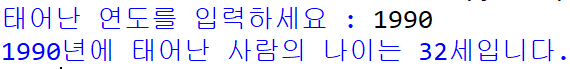 태어난 연도를 입력하세요 : 1990
1990년에 태어난 사람의 나이는 32세입니다.